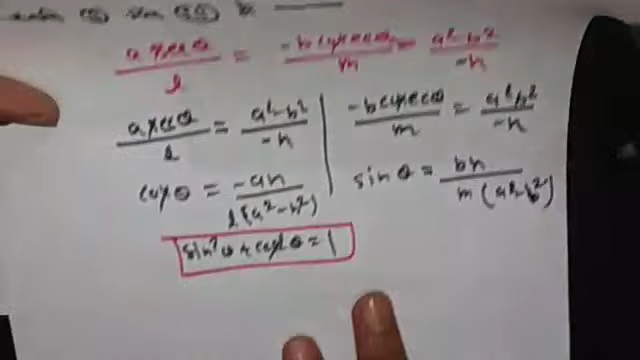 a secθ/l = -b cosecθ/m = a²-b²/-n
a secθ/l = a²-b²/-n | -b cosecθ/m = a²-b²/-n
cosθ = -an/l(a²-b²) sinθ = bn/m(a²-b²)
sin²θ + cos²θ = 1